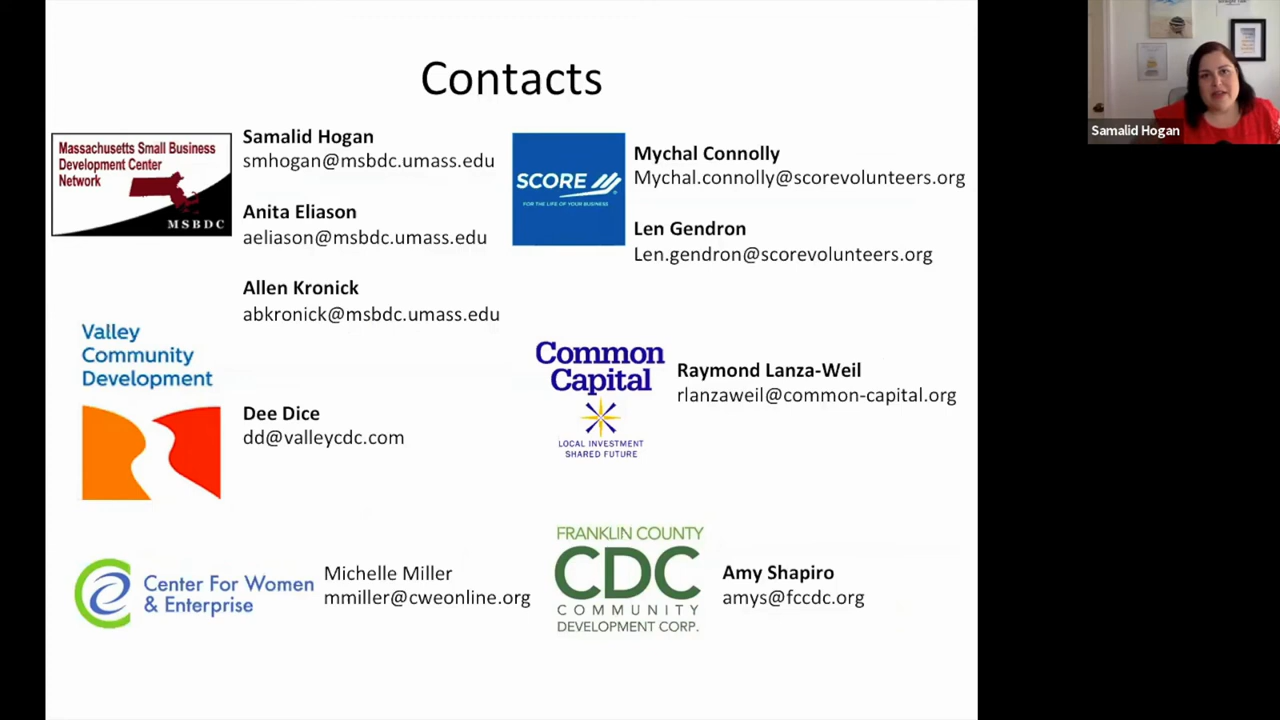 Contacts
Massachusetts Small Business
Development Center
Network
MSBDC
Samalid Hogan
smhogan@msbdc.umass.edu
Anita Eliason
aeliason@msbdc.umass.edu
Allen Kronick
abkronick@msbdc.umass.edu
SCORE
FOR THE LIFE OF YOUR BUSINESS
Mychal Connolly
Mychal.connolly@scorevolunteers.org
Len Gendron
Len.gendron@scorevolunteers.org
Valley
Community
Development
Dee Dice
dd@valleycdc.com
Common
Capital
LOCAL INVESTMENT
SHARED FUTURE
Raymond Lanza-Weil
rlanzaweil@common-capital.org
Center For Women
& Enterprise
Michelle Miller
mmiller@cweonline.org
FRANKLIN COUNTY
CDC
COMMUNITY
DEVELOPMENT CORP.
Amy Shapiro
amys@fccdc.org
Samalid Hogan